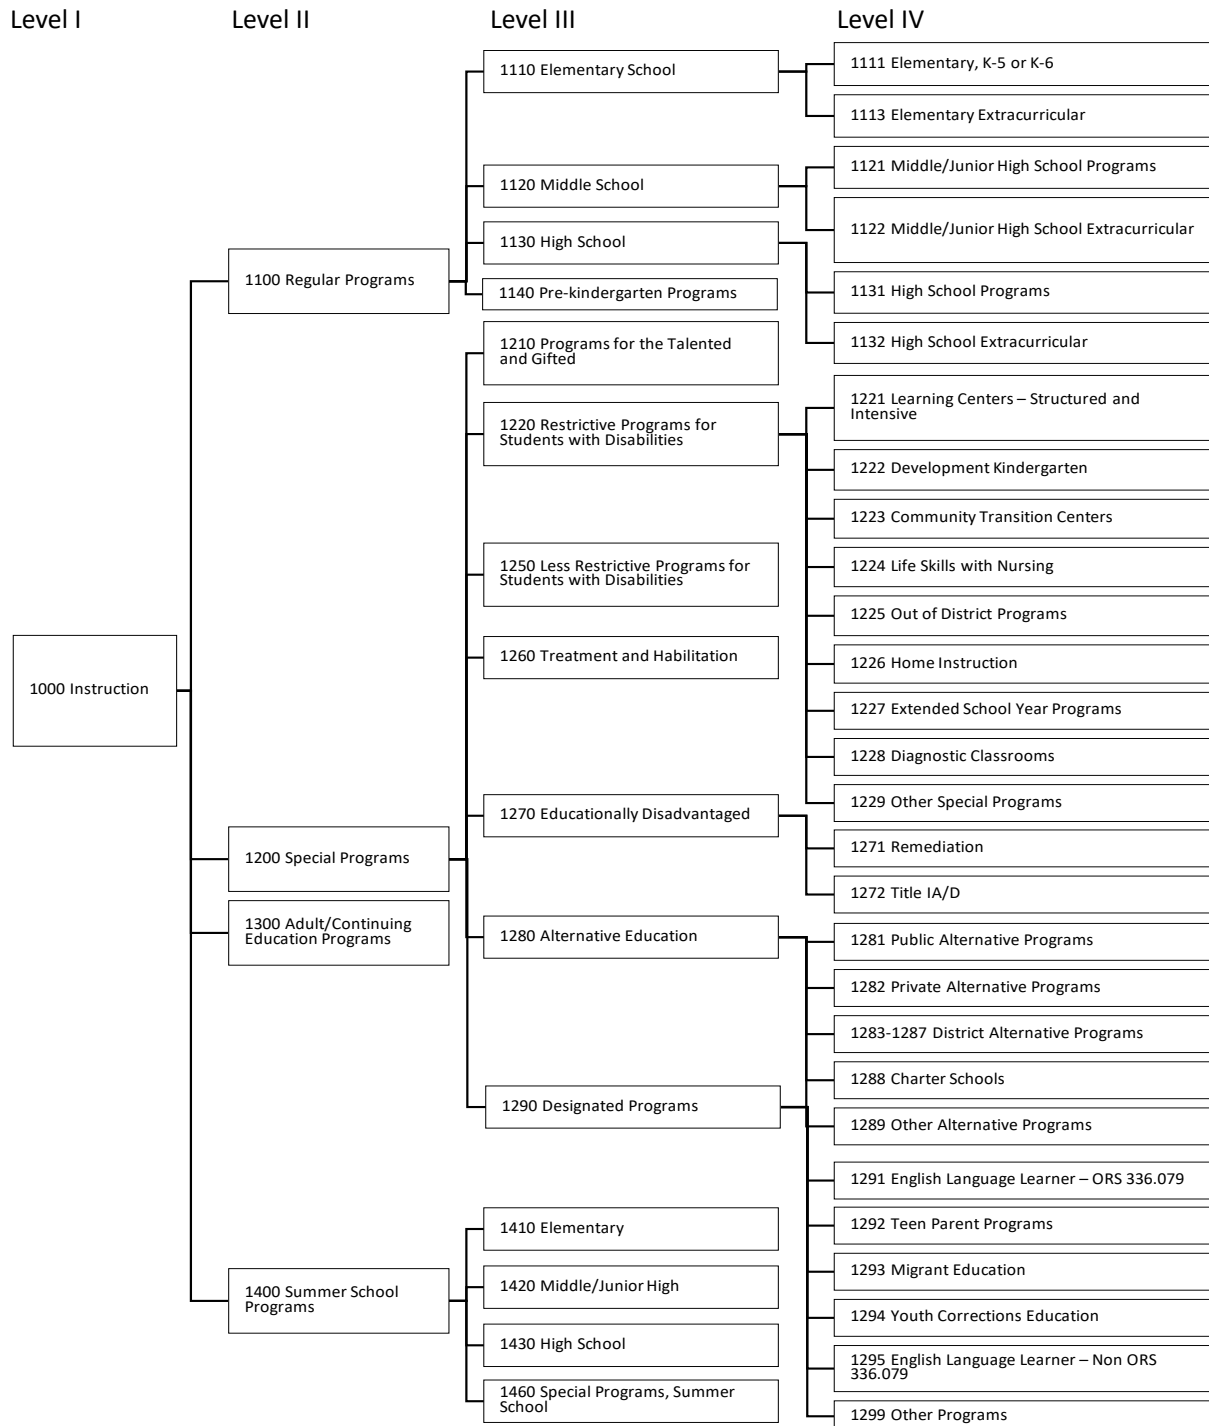 Level I
Level II
Level III
Level IV
1000 Instruction
1100 Regular Programs
1200 Special Programs
1300 Adult/Continuing
Education Programs
1400 Summer School
Programs
1110 Elementary School
1120 Middle School
1130 High School
1140 Pre-kindergarten Programs
1210 Programs for the Talented
and Gifted
1220 Restrictive Programs for
Students with Disabilities
1250 Less Restrictive Programs for
Students with Disabilities
1260 Treatment and Habilitation
1270 Educationally Disadvantaged
1280 Alternative Education
1290 Designated Programs
1410 Elementary
1420 Middle/Junior High
1430 High School
1460 Special Programs, Summer
School
1111 Elementary, K-5 or K-6
1113 Elementary Extracurricular
1121 Middle/Junior High School Programs
1122 Middle/Junior High School Extracurricular
1131 High School Programs
1132 High School Extracurricular
1221 Learning Centers – Structured and
Intensive
1222 Development Kindergarten
1223 Community Transition Centers
1224 Life Skills with Nursing
1225 Out of District Programs
1226 Home Instruction
1227 Extended School Year Programs
1228 Diagnostic Classrooms
1229 Other Special Programs
1271 Remediation
1272 Title IA/D
1281 Public Alternative Programs
1282 Private Alternative Programs
1283-1287 District Alternative Programs
1288 Charter Schools
1289 Other Alternative Programs
1291 English Language Learner – ORS 336.079
1292 Teen Parent Programs
1293 Migrant Education
1294 Youth Corrections Education
1295 English Language Learner – Non ORS
336.079
1299 Other Programs